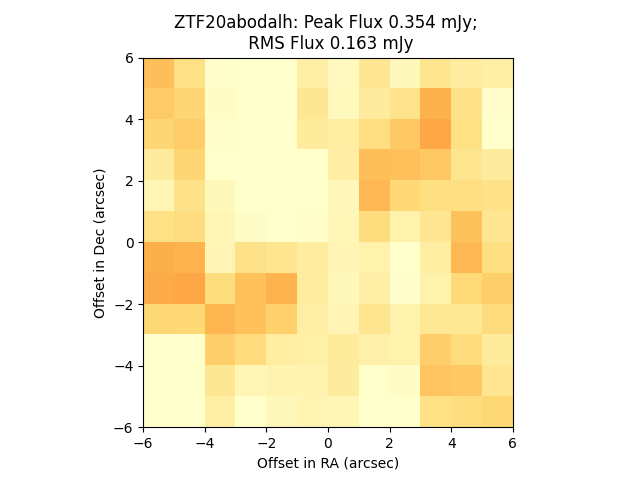 ZTF20abodalh: Peak Flux 0.354 mJy;
RMS Flux 0.163 mJy
6
4
2
0
−2
−4
−6
Offset in Dec (arcsec)
−6 −4 −2 0 2 4 6
Offset in RA (arcsec)